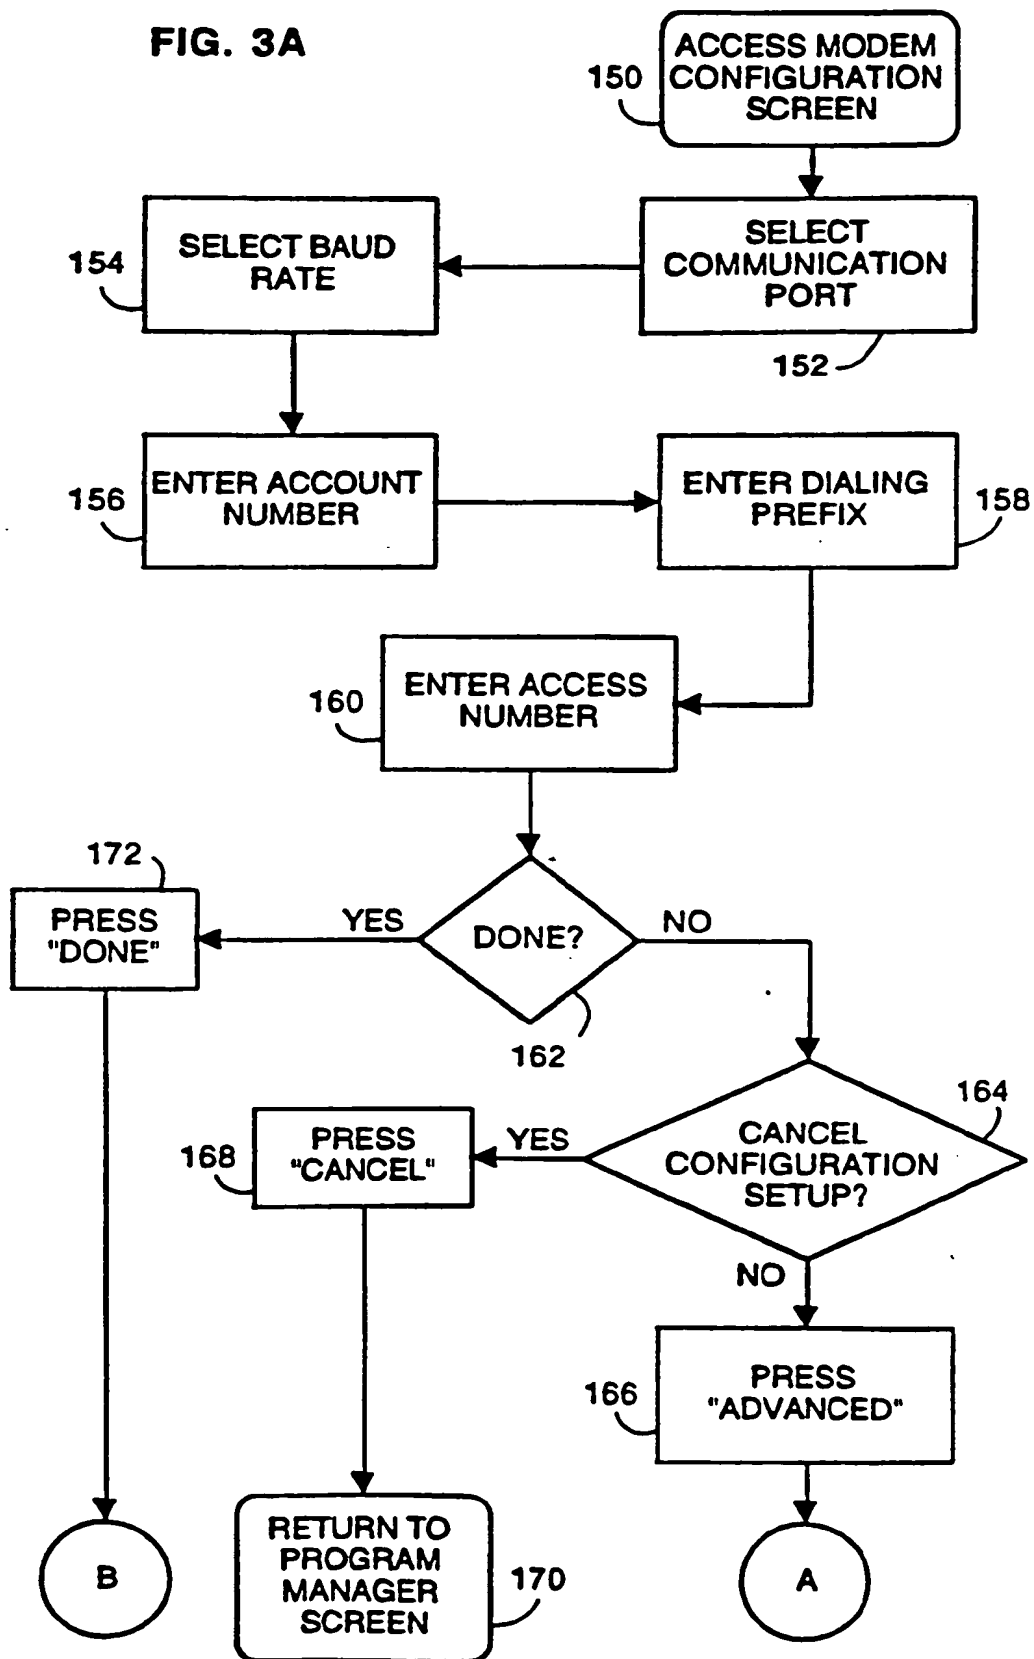 FIG. 3A
ACCESS MODEM
CONFIGURATION
SCREEN
150
SELECT
COMMUNICATION
PORT
152
SELECT BAUD
RATE
154
ENTER ACCOUNT
NUMBER
156
ENTER DIALING
PREFIX
158
ENTER ACCESS
NUMBER
160
DONE?
162
YES
NO
172
PRESS
"DONE"
164
CANCEL
CONFIGURATION
SETUP?
YES
NO
168
PRESS
"CANCEL"
166
PRESS
"ADVANCED"
B
RETURN TO
PROGRAM
MANAGER
SCREEN
170
A